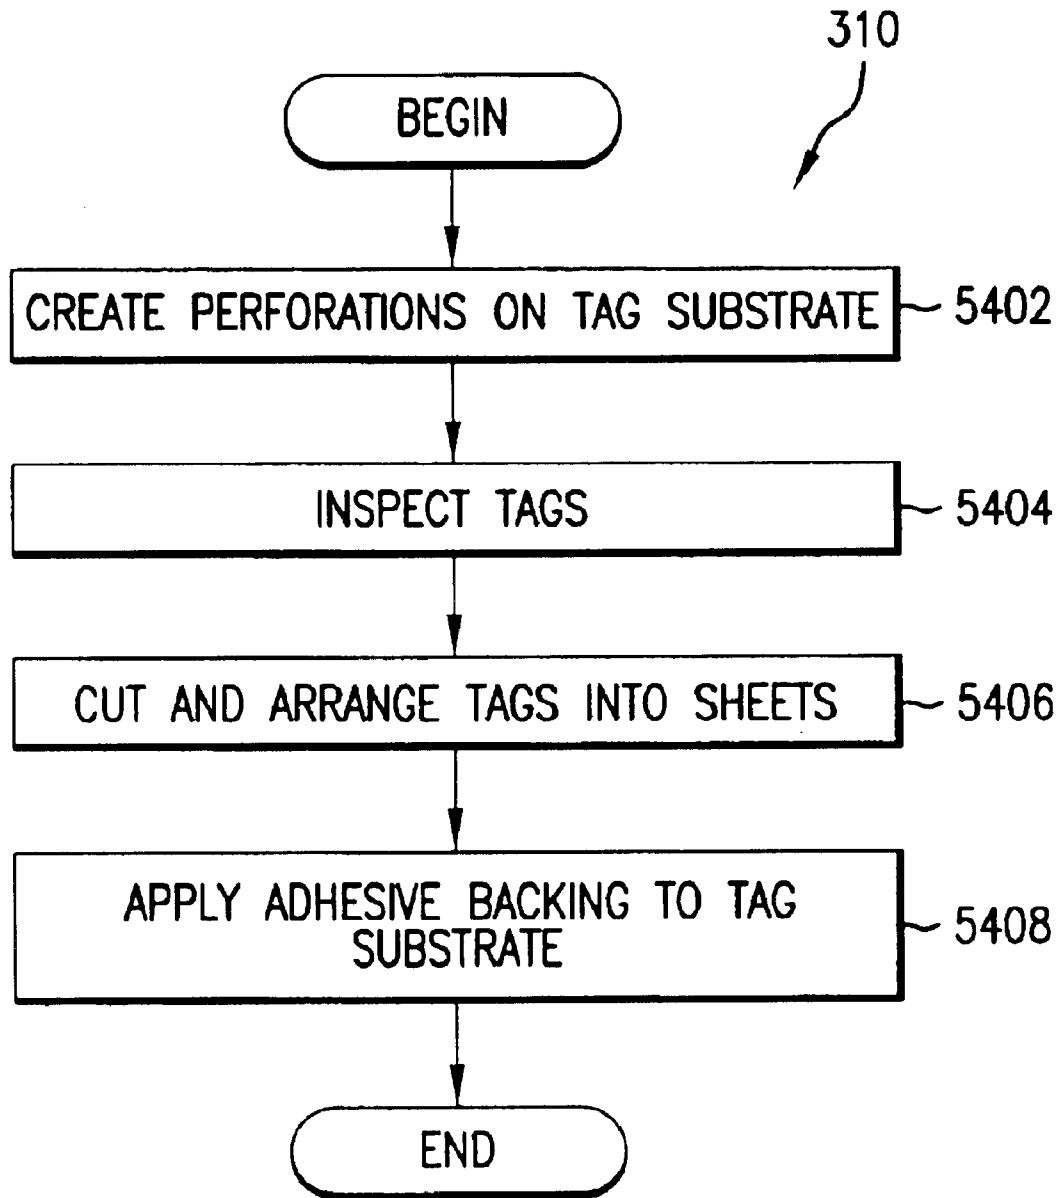 310
BEGIN
CREATE PERFORATIONS ON TAG SUBSTRATE
5402
INSPECT TAGS
5404
CUT AND ARRANGE TAGS INTO SHEETS
5406
APPLY ADHESIVE BACKING TO TAG
SUBSTRATE
5408
END